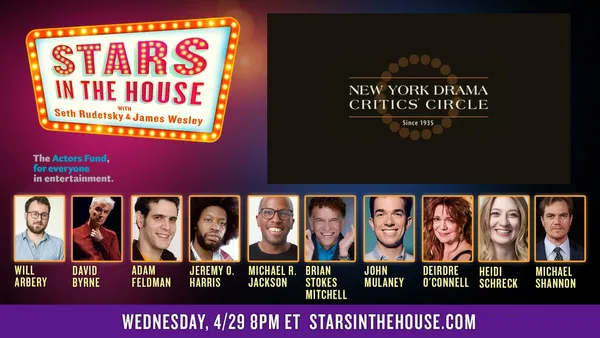 STARS
IN THE HOUSE
WITH
Seth Rudetsky & James Wesley
The Actors Fund,
for everyone
in entertainment.
NEW YORK DRAMA
CRITICS' CIRCLE
Since 1935
WILL
ARBERY
DAVID
BYRNE
ADAM
FELDMAN
JEREMY O.
HARRIS
MICHAEL R.
JACKSON
BRIAN
STOKES
MITCHELL
JOHN
MULANEY
DEIRDRE
O'CONNELL
HEIDI
SCHRECK
MICHAEL
SHANNON
WEDNESDAY, 4/29 8PM ET STARSINTHEHOUSE.COM